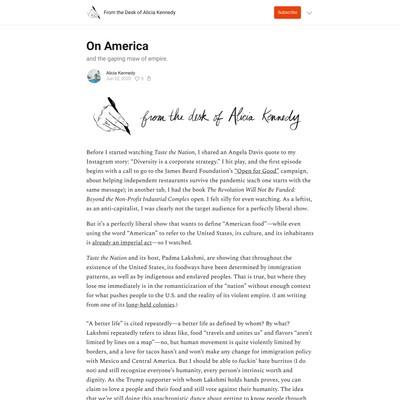 From the Desk of Alicia Kennedy
Subscribe
On America
and the gaping maw of empire.
Alicia Kennedy
Jun 22, 2020
5
from the desk of Alicia Kennedy
Before I started watching Taste the Nation, I shared an Angela Davis quote to my
Instagram story: “Diversity is a corporate strategy.” I hit play, and the first episode
begins with a call to go to the James Beard Foundation’s “Open for Good” campaign,
about helping independent restaurants survive the pandemic (each one starts with the
same message); in another tab, I had the book The Revolution Will Not Be Funded:
Beyond the Non-Profit Industrial Complex open. I felt silly for even watching. As a leftist,
as an anti-capitalist, I was clearly not the target audience for a perfectly liberal show.
But it’s a perfectly liberal show that wants to define “American food”—while even
using the word “American” to refer to the United States, its culture, and its inhabitants
is already an imperial act—so I watched.
Taste the Nation and its host, Padma Lakshmi, are showing that throughout the
existence of the United States, its foodways have been determined by immigration
patterns, as well as by indigenous and enslaved peoples. That is true, but where they
lose me immediately is in the romanticization of the “nation” without enough context
for what pushes people to the U.S. and the reality of its violent empire. (I am writing
from one of its long-held colonies.)
“A better life” is cited repeatedly—a better life as defined by whom? By what?
Lakshmi repeatedly refers to ideas like, food “travels and unites us” and flavors “aren’t
limited by lines on a map”—no, but human movement is quite violently limited by
borders, and a love for tacos hasn’t and won’t make any change for immigration policy
with Mexico and Central America. But I should be able to fuckin’ hate burritos (I do
not) and still recognize everyone’s humanity, every person’s intrinsic worth and
dignity. As the Trump supporter with whom Lakshmi holds hands proves, you can
claim to love a people and their food and still vote against their humanity. The idea
that we’re still doing this anachronistic dance about getting to know people through